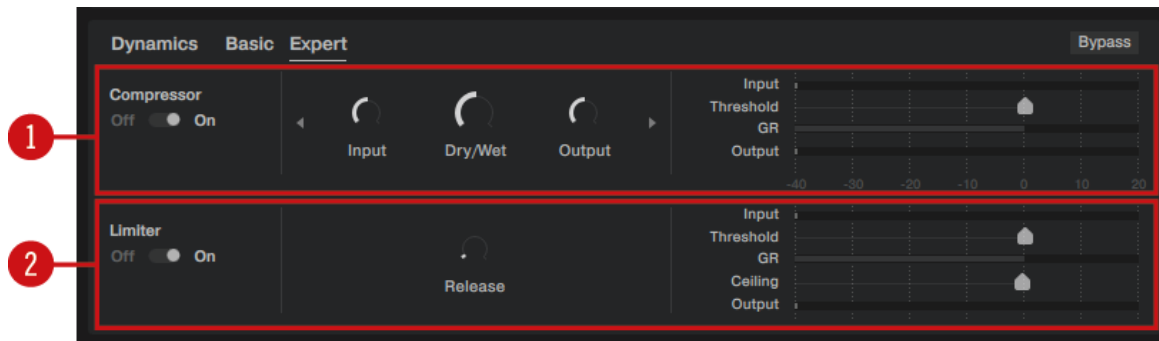 Dynamics Basic Expert Bypass
1
Compressor
Off On
Input Dry/Wet Output
Input
Threshold
GR
Output
-40 -30 -20 -10 0 10 20
2
Limiter
Off On
Release
Input
Threshold
GR
Ceiling
Output